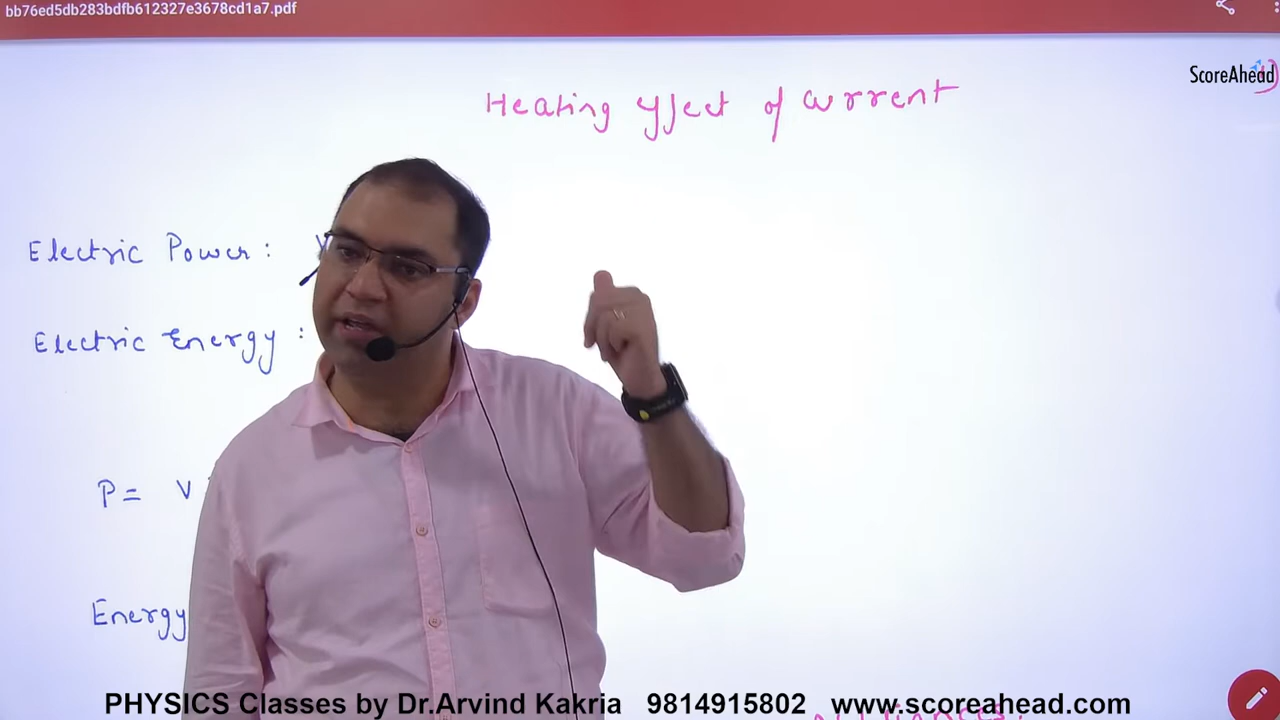 bb76ed5db283bdfb612327e3678cd1a7.pdf
ScoreAhead
Heating Effect of Current
Electric Power : V
Electric Energy :
P = V
Energy
PHYSICS Classes by Dr.Arvind Kakria 9814915802 www.scoreahead.com